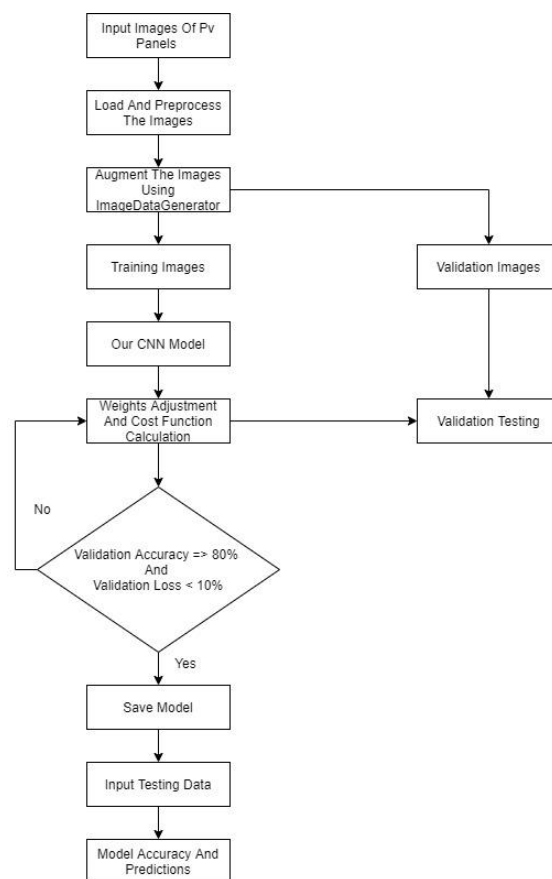 Input Images Of Pv
Panels
Load And Preprocess
The Images
Augment The Images
Using
ImageDataGenerator
Training Images
Validation Images
Our CNN Model
Weights Adjustment
And Cost Function
Calculation
Validation Testing
No
Validation Accuracy => 80%
And
Validation Loss < 10%
Yes
Save Model
Input Testing Data
Model Accuracy And
Predictions